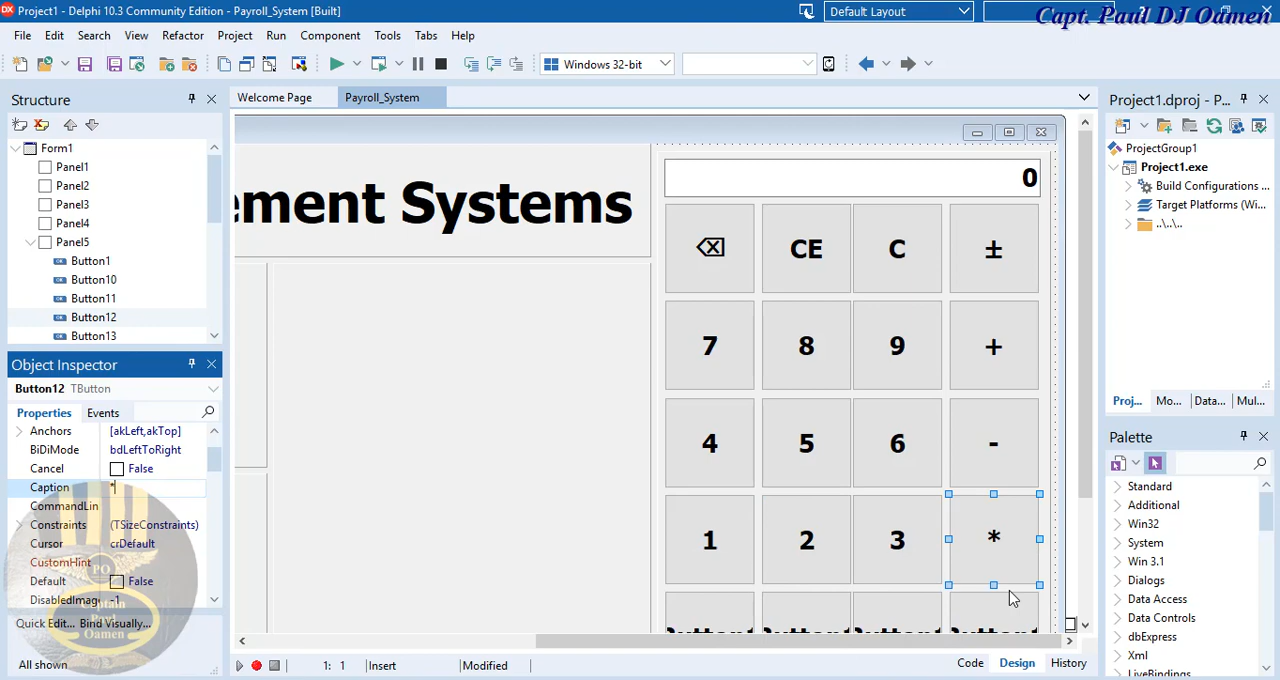 Project1 - Delphi 10.3 Community Edition - Payroll_System [Built]
Default Layout
Capt. Paul DJ Oamen
File Edit Search View Refactor Project Run Component Tools Tabs Help
Windows 32-bit
Structure
Form1
Panel1
Panel2
Panel3
Panel4
Panel5
Button1
Button10
Button11
Button12
Button13
Object Inspector
Button12 TButton
Properties Events
Anchors [akLeft,akTop]
BiDiMode bdLeftToRight
Cancel False
Caption *
CommandLin
Constraints (TSizeConstraints)
Cursor crDefault
CustomHint
Default False
DisabledImag -1
Quick Edit... Bind Visually...
All shown
PO
Captain
Paul
Oamen
Welcome Page Payroll_System
ement Systems
0
⌫ CE C ±
7 8 9 +
4 5 6 -
1 2 3 *
1: 1 Insert Modified
Code Design History
Project1.dproj - P...
ProjectGroup1
Project1.exe
Build Configurations ...
Target Platforms (Wi...
..\..\..
Proj... Mo... Data... Mul...
Palette
Standard
Additional
Win32
System
Win 3.1
Dialogs
Data Access
Data Controls
dbExpress
Xml
LiveBindings